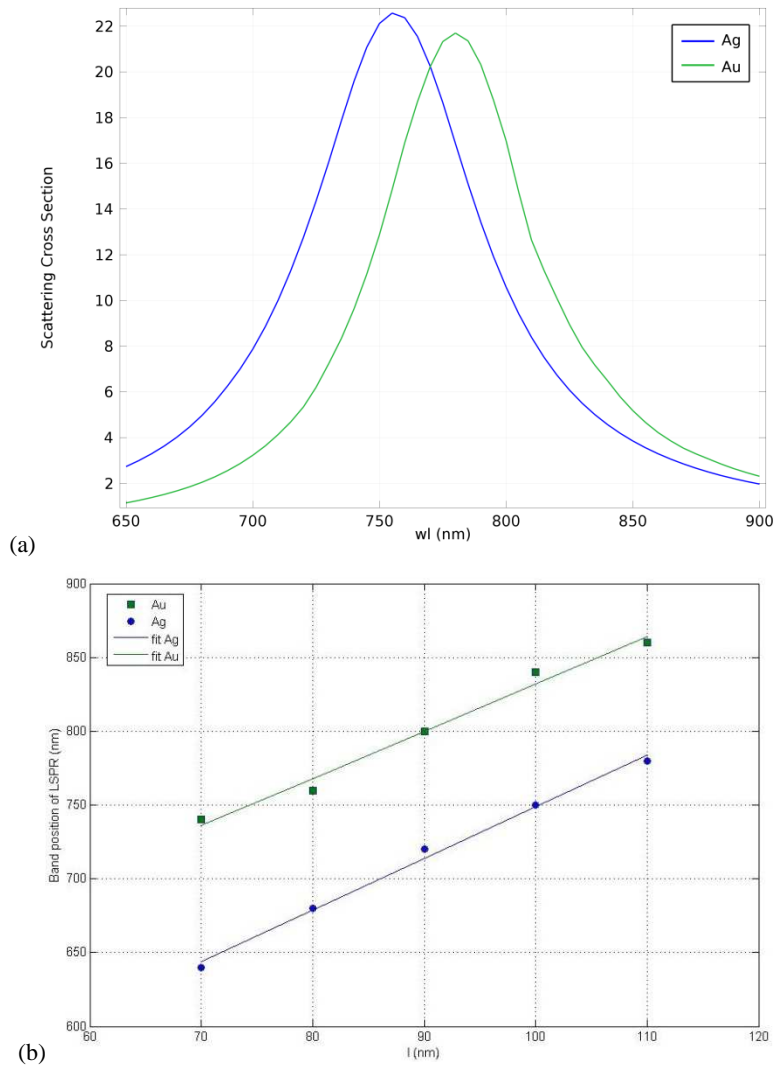 22
20
18
16
14
12
10
8
6
4
2
Scattering Cross Section
Ag
Au
650
700
750
800
850
900
wl (nm)
(a)
900
850
800
750
700
650
600
Band position of LSPR (nm)
Au
Ag
fit Ag
fit Au
60
70
80
90
100
110
120
l (nm)
(b)